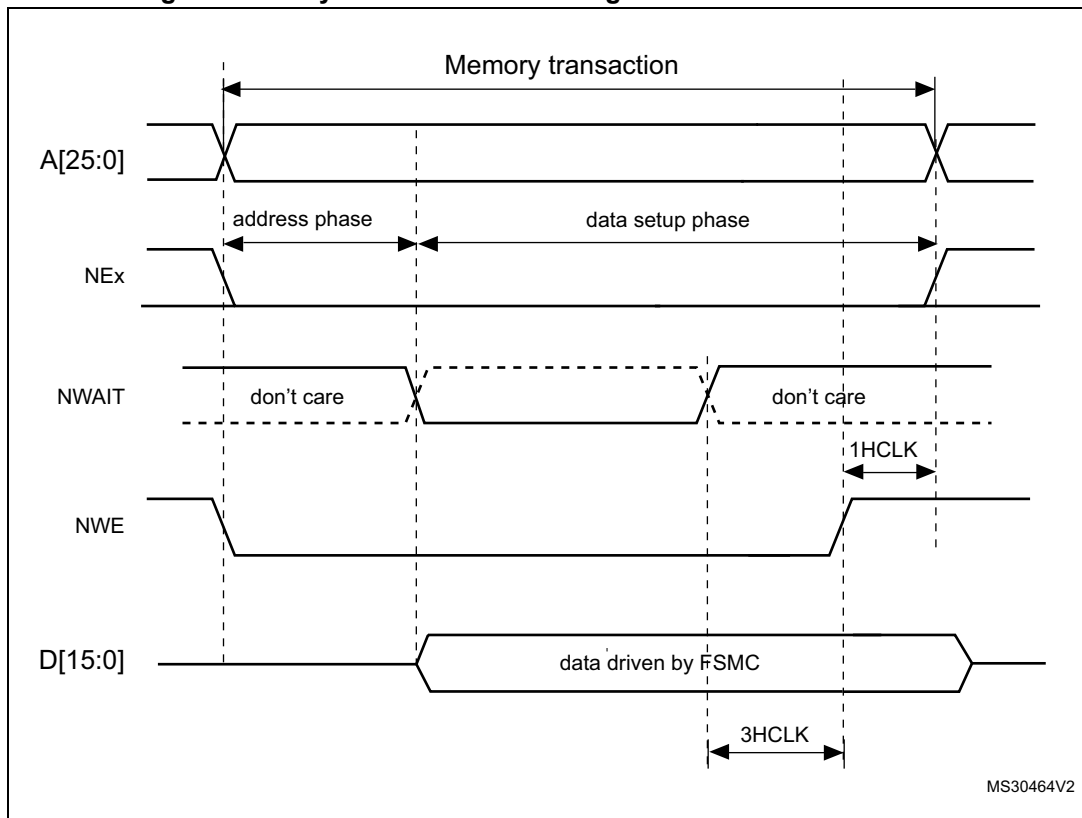 Memory transaction
A[25:0]
address phase
data setup phase
NEx
NWAIT
don't care
don't care
1HCLK
NWE
D[15:0]
data driven by FSMC
3HCLK
MS30464V2